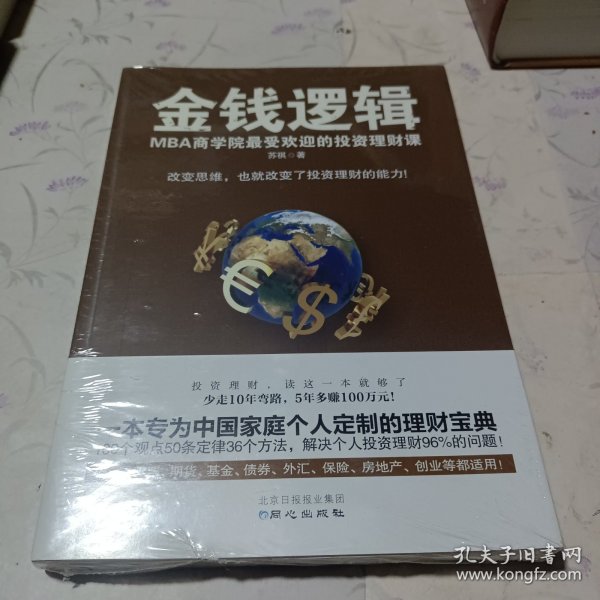 金钱逻辑
MBA商学院最受欢迎的投资理财课
苏祺 著
改变思维，也就改变了投资理财的能力！
€
$
投资理财，读这一本就够了
少走10年弯路，5年多赚100万元！
一本专为中国家庭个人定制的理财宝典
个观点50条定律36个方法，解决个人投资理财96%的问题！
期货、基金、债券、外汇、保险、房地产、创业等都适用！
北京日报报业集团
同心出版社
孔夫子旧书网
www.kongfz.com